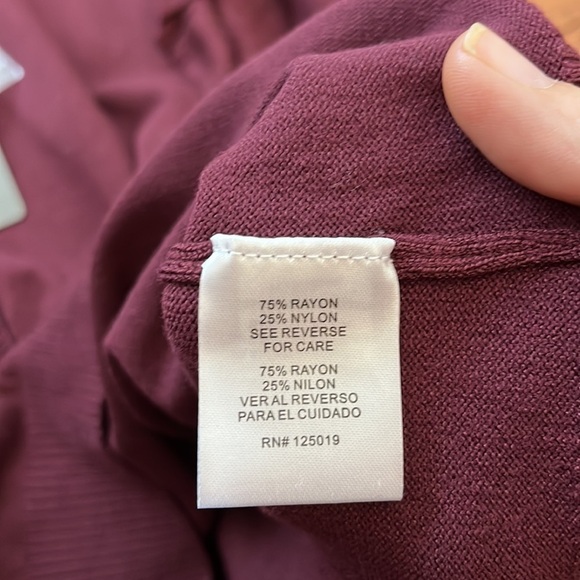 75% RAYON
25% NYLON
SEE REVERSE
FOR CARE
75% RAYON
25% NILON
VER AL REVERSO
PARA EL CUIDADO
RN# 125019